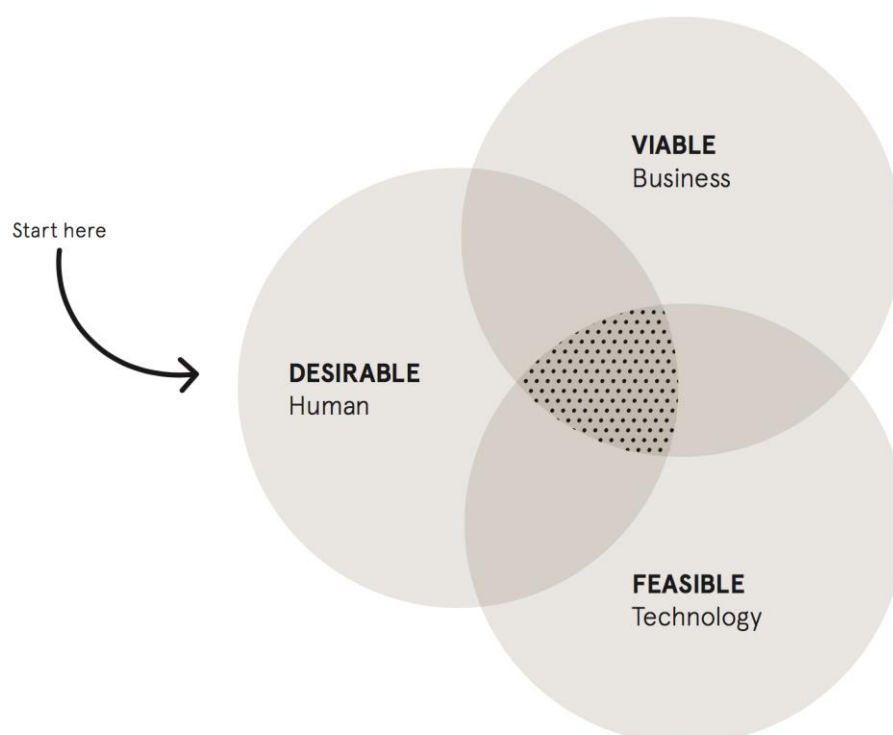 VIABLE
Business
Start here
DESIRABLE
Human
FEASIBLE
Technology